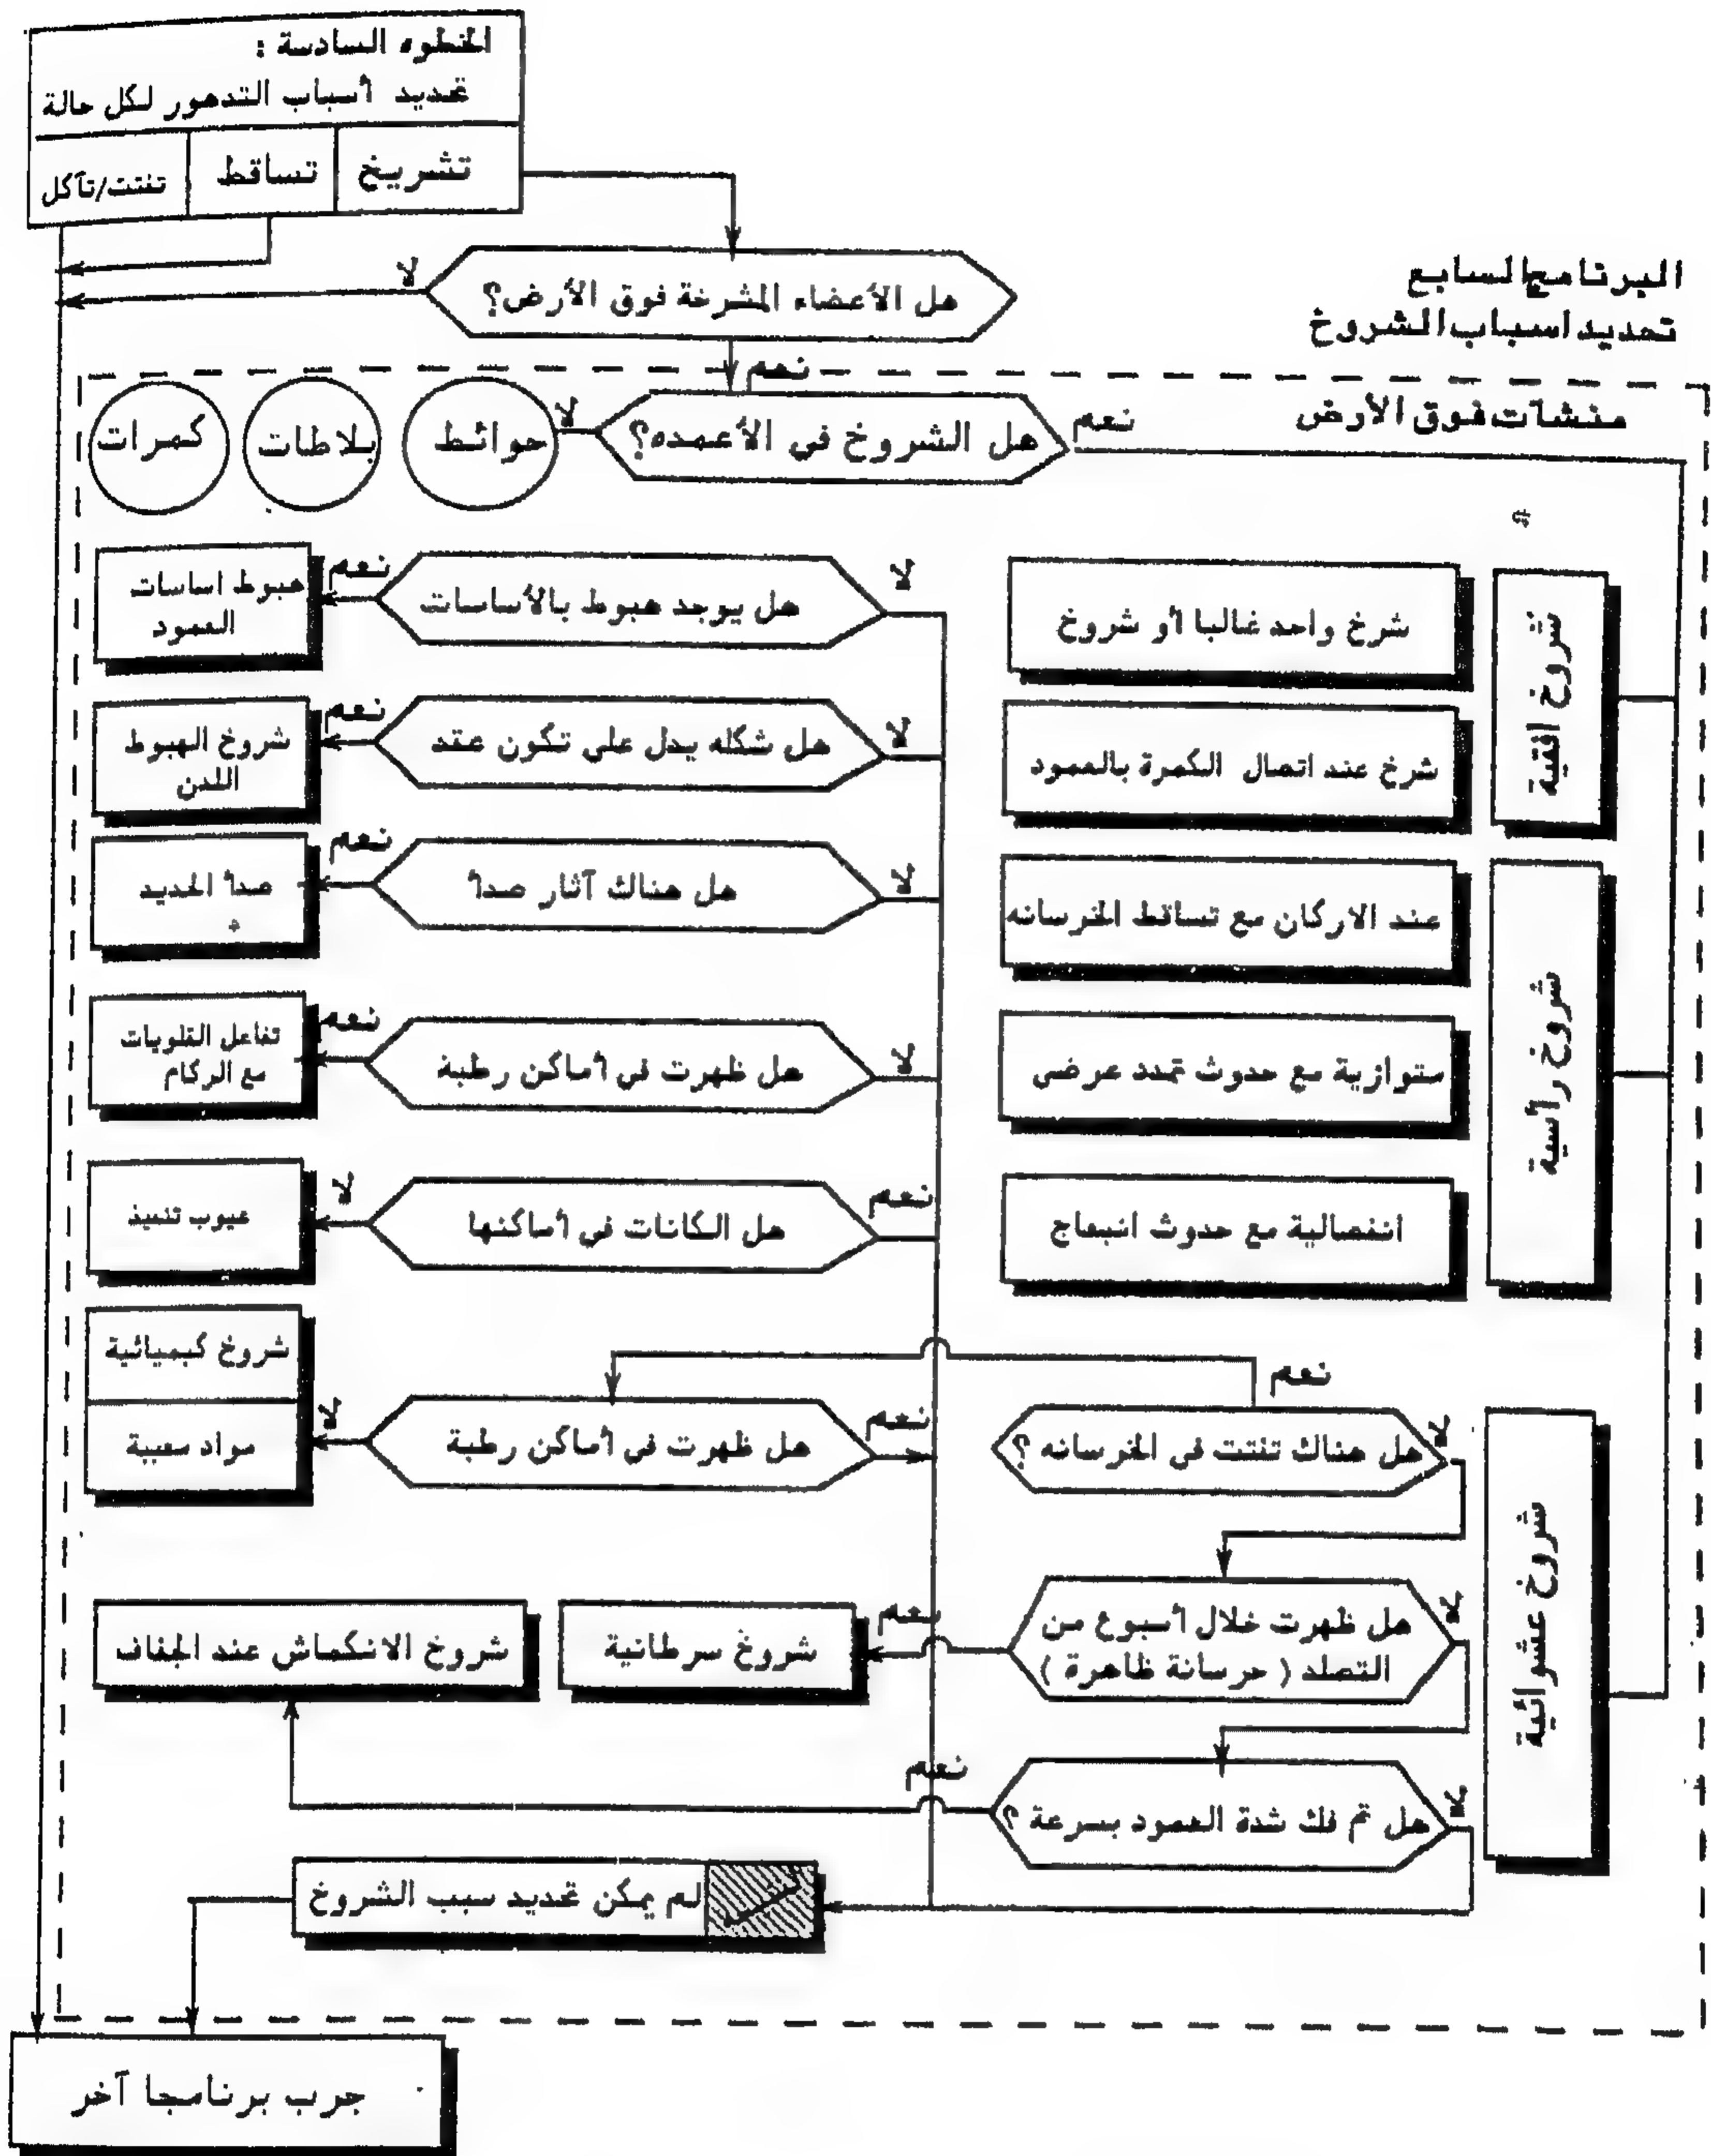 الخطوه السادسة :
تحديد أسباب التدهور لكل حالة
تشريخ
تساقط
تفتت/تآكل
هل الأعضاء المشرخة فوق الأرض؟
لا
نعم
البرنامج السابع
تحديد اسباب الشروخ
منشآت فوق الأرض
هل الشروخ في الأعمده؟
نعم
لا
حوائط
بلاطات
كمرات
شروخ افقية
شرخ واحد غالبا أو شروخ
لا
هل يوجد هبوط بالأساسات
نعم
هبوط اساسات
العمود
شرخ عند اتصال الكمرة بالعمود
لا
هل شكله يدل علي تكون عقد
نعم
شروخ الهبوط
اللدن
شروخ رأسية
عند الاركان مع تساقط الخرسانه
لا
هل هناك آثار صدأ
نعم
صدأ الحديد
متوازية مع حدوث تمدد عرضى
لا
هل ظهرت في أماكن رطبة
نعم
تفاعل القلويات
مع الركام
انفصالية مع حدوث انبعاج
نعم
هل الكانات في أماكنها
لا
عيوب تنفيذ
شروخ عشوائية
هل هناك تفتت في الخرسانه ؟
نعم
لا
هل ظهرت في أماكن رطبة
نعم
لا
شروخ كيميائية
مواد معيبة
هل ظهرت خلال أسبوع من
التصلد ( خرسانة ظاهرة )
لا
نعم
شروخ سرطانية
شروخ الانكماش عند الجفاف
هل تم فك شدة العمود بسرعة ؟
نعم
لا
لم يمكن تحديد سبب الشروخ
جرب برنامجا آخر